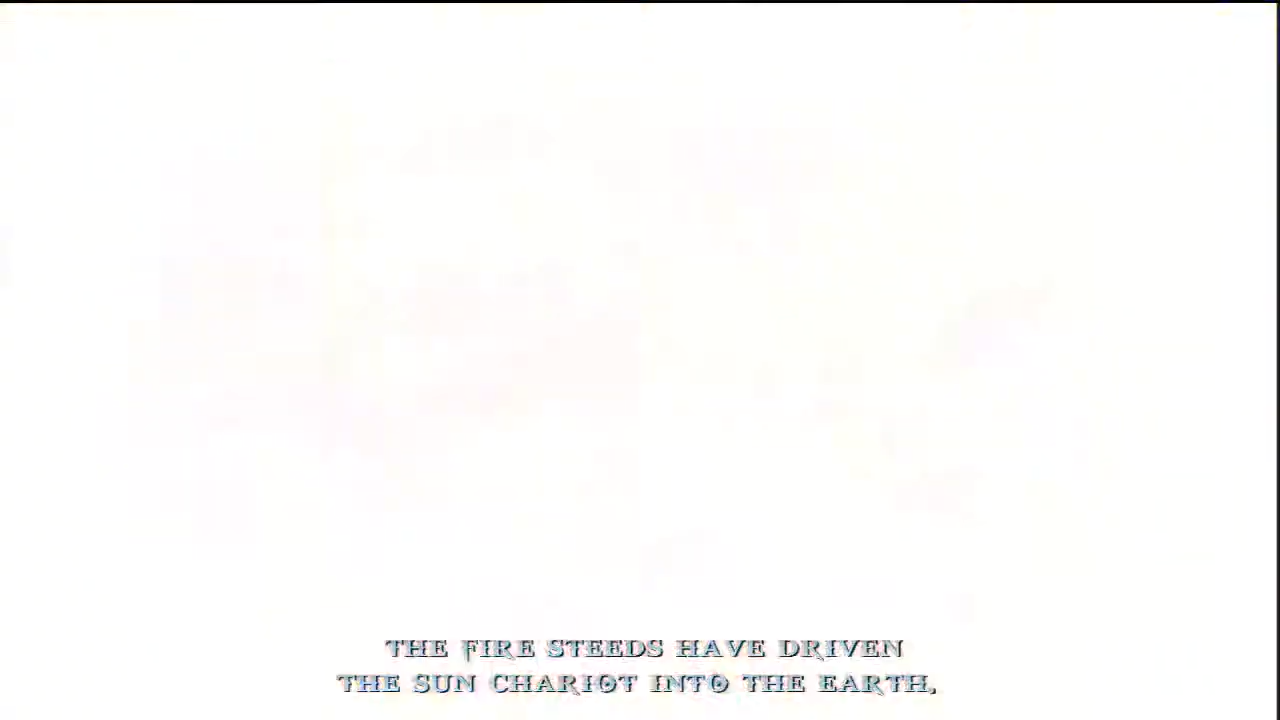 THE FIRE STEEDS HAVE DRIVEN
THE SUN CHARIOT INTO THE EARTH,